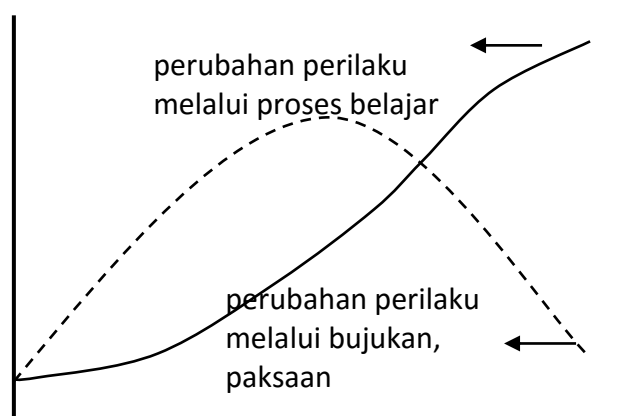 perubahan perilaku
melalui proses belajar
perubahan perilaku
melalui bujukan,
paksaan